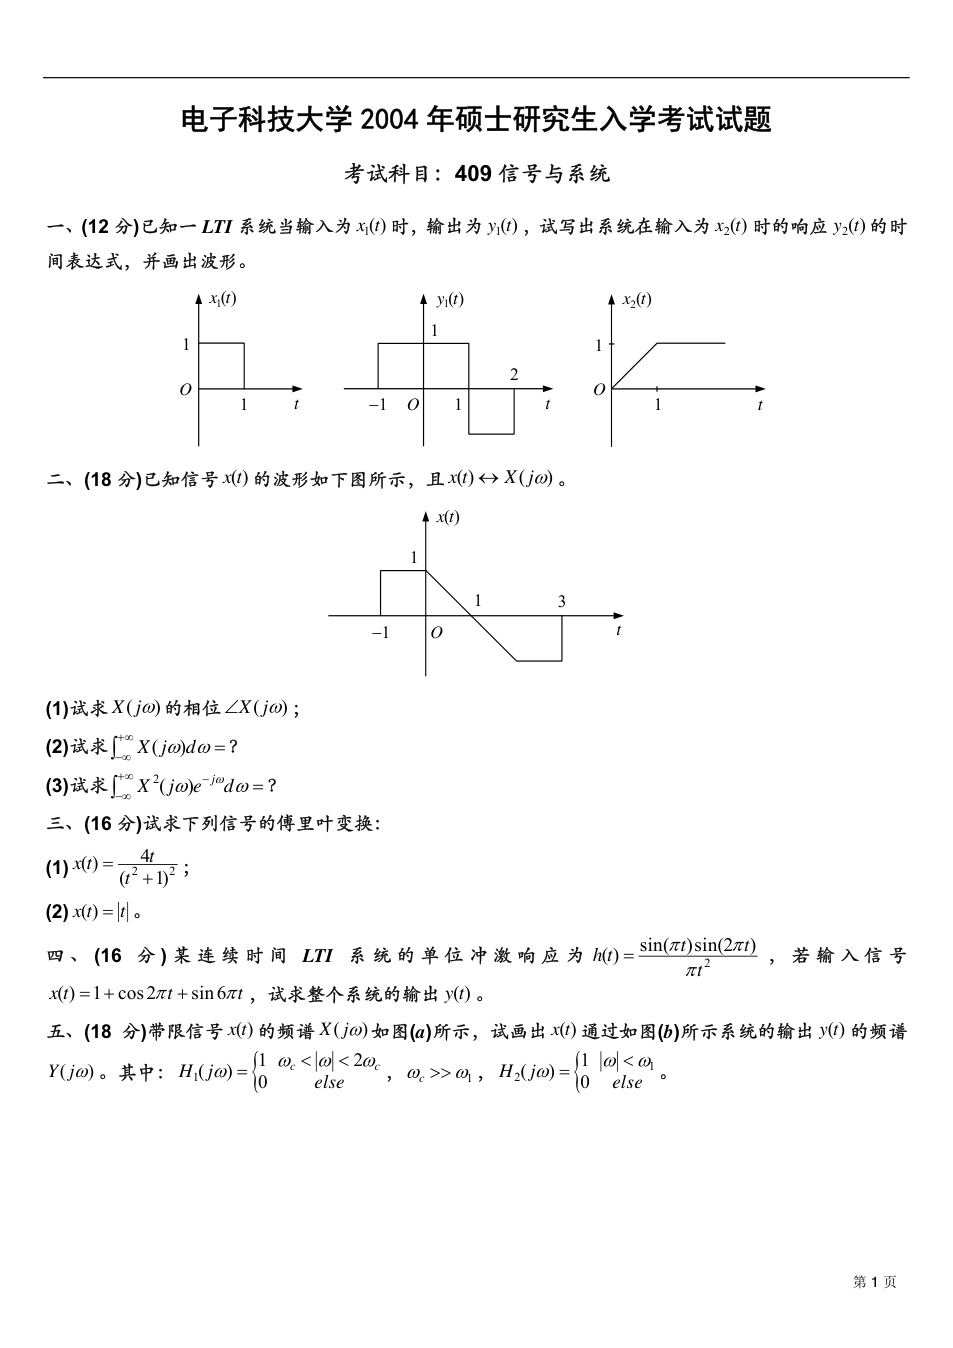 电子科技大学 2004 年硕士研究生入学考试试题
考试科目：409 信号与系统
一、(12 分)已知一 LTI 系统当输入为 x₁(t) 时，输出为 y₁(t)，试写出系统在输入为 x₂(t) 时的响应 y₂(t) 的时
间表达式，并画出波形。
x₁(t) 1 O 1 t
y₁(t) 1 2 −1 O 1 t
x₂(t) 1 O 1 t
二、(18 分)已知信号 x(t) 的波形如下图所示，且 x(t) ↔ X(jω)。
x(t)
1
1 3
−1 O t
(1)试求 X(jω) 的相位 ∠X(jω)；
(2)试求 ∫_{−∞}^{+∞} X(jω)dω =？
(3)试求 ∫_{−∞}^{+∞} X²(jω)e^{−jω}dω =？
三、(16 分)试求下列信号的傅里叶变换：
(1) x(t) = 4t/(t²+1)²；
(2) x(t) = |t|。
四、(16 分)某连续时间 LTI 系统的单位冲激响应为 h(t) = sin(πt)sin(2πt)/πt²，若输入信号
x(t) = 1 + cos 2πt + sin 6πt，试求整个系统的输出 y(t)。
五、(18 分)带限信号 x(t) 的频谱 X(jω) 如图(a)所示，试画出 x(t) 通过如图(b)所示系统的输出 y(t) 的频谱
Y(jω)。其中：H₁(jω) = {1 ω_c < |ω| < 2ω_c; 0 else，ω_c >> ω₁，H₂(jω) = {1 |ω| < ω₁; 0 else。
第 1 页